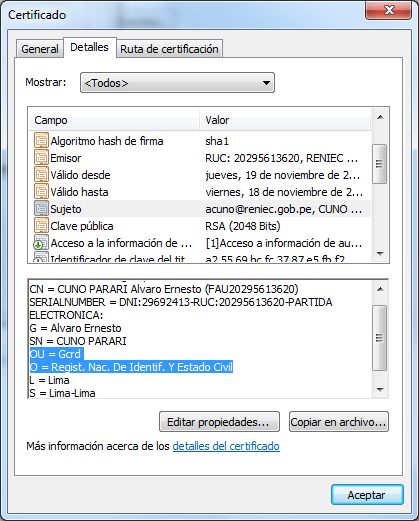 Certificado
General Detalles Ruta de certificación
Mostrar: <Todos>
Campo Valor
Algoritmo hash de firma sha1
Emisor RUC: 20295613620, RENIEC ...
Válido desde jueves, 19 de noviembre de 2...
Válido hasta viernes, 18 de noviembre de 2...
Sujeto acuno@reniec.gob.pe, CUNO ...
Clave pública RSA (2048 Bits)
Acceso a la información de ... [1]Acceso a información de au...
Identificador de clave del tit... a2 55 69 bc fc 37 87 e5 fb f2
CN = CUNO PARARI Alvaro Ernesto (FAU20295613620)
SERIALNUMBER = DNI:29692413-RUC:20295613620-PARTIDA
ELECTRONICA:
G = Alvaro Ernesto
SN = CUNO PARARI
OU = Gcrd
O = Regist. Nac. De Identif. Y Estado Civil
L = Lima
S = Lima-Lima
Editar propiedades... Copiar en archivo...
Más información acerca de los detalles del certificado
Aceptar